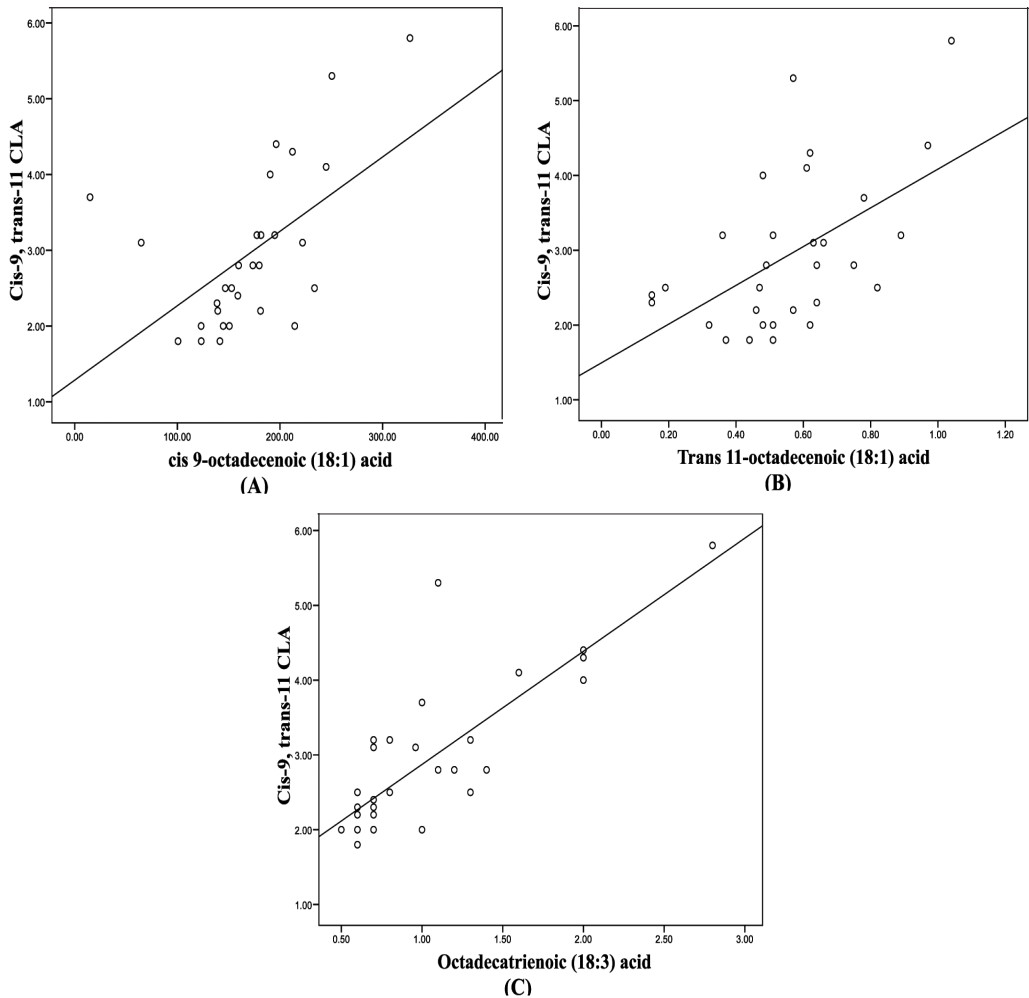 Cis-9, trans-11 CLA
6.00
5.00
4.00
3.00
2.00
1.00
0.00 100.00 200.00 300.00 400.00
cis 9-octadecenoic (18:1) acid
(A)
Cis-9, trans-11 CLA
6.00
5.00
4.00
3.00
2.00
1.00
0.00 0.20 0.40 0.60 0.80 1.00 1.20
Trans 11-octadecenoic (18:1) acid
(B)
Cis-9, trans-11 CLA
6.00
5.00
4.00
3.00
2.00
1.00
0.50 1.00 1.50 2.00 2.50 3.00
Octadecatrienoic (18:3) acid
(C)